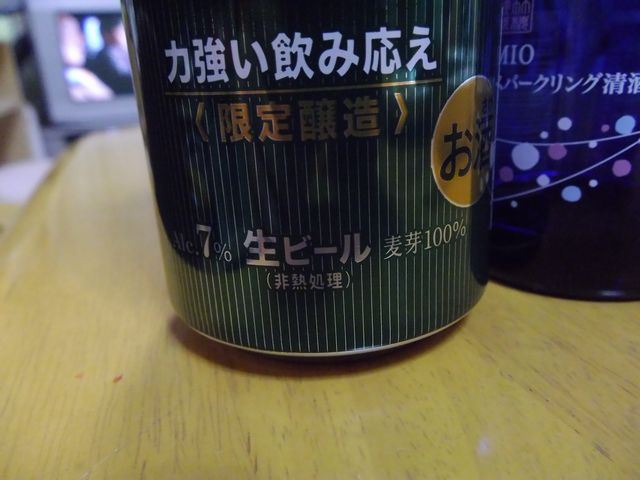 力強い飲み応え
〈限定醸造〉
お酒
Alc.7% 生ビール 麦芽100%
(非熱処理)
MIO
スパークリング清酒